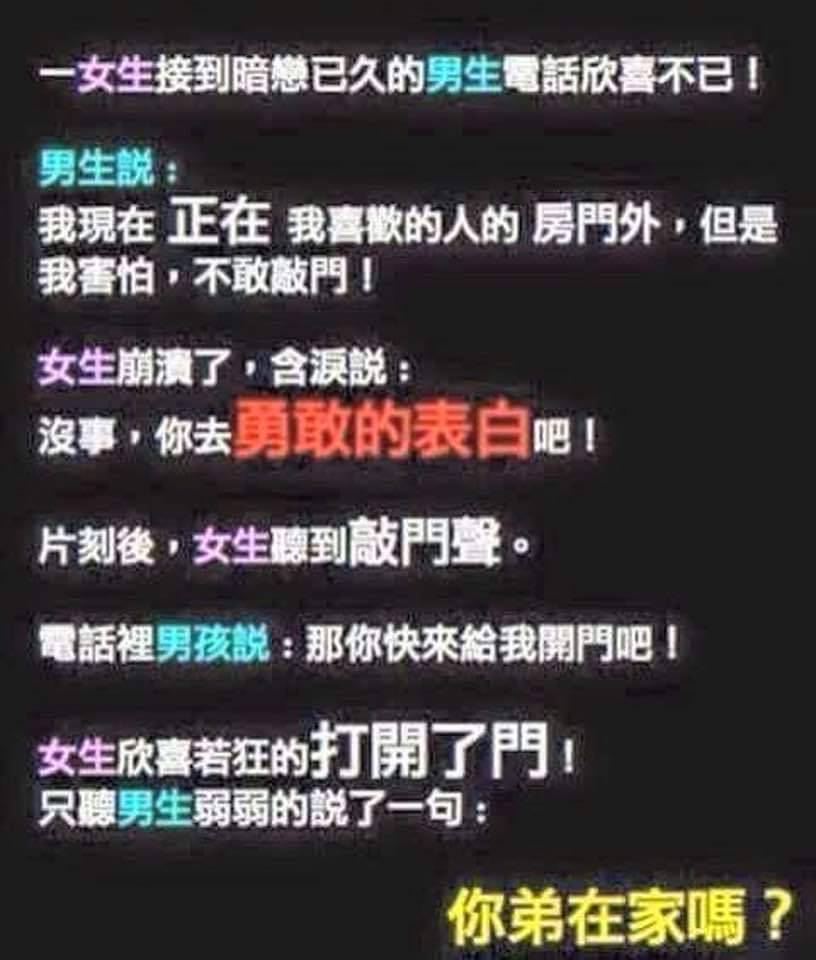 一女生接到暗戀已久的男生電話欣喜不已！
男生説：
我現在 正在 我喜歡的人的 房門外，但是
我害怕，不敢敲門！
女生崩潰了，含淚説：
沒事，你去勇敢的表白吧！
片刻後，女生聽到敲門聲。
電話裡男孩説：那你快來給我開門吧！
女生欣喜若狂的打開了門！
只聽男生弱弱的説了一句：
你弟在家嗎？